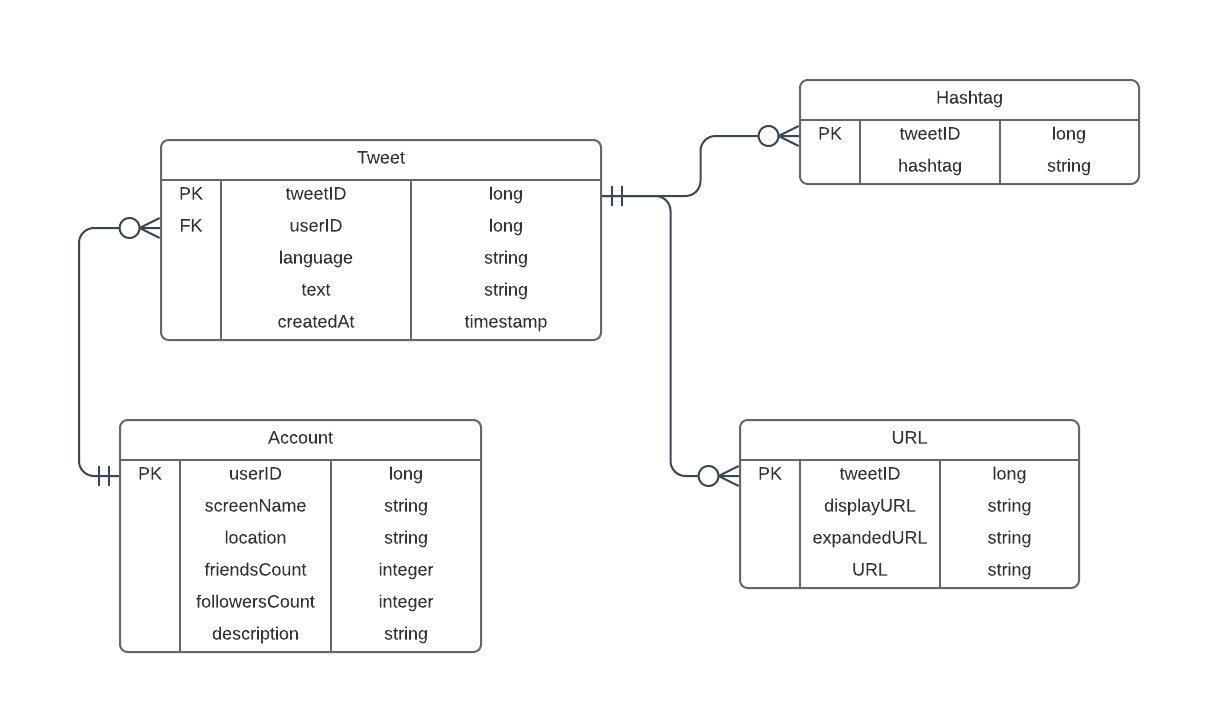 Tweet
PK tweetID long
FK userID long
language string
text string
createdAt timestamp
Hashtag
PK tweetID long
hashtag string
Account
PK userID long
screenName string
location string
friendsCount integer
followersCount integer
description string
URL
PK tweetID long
displayURL string
expandedURL string
URL string